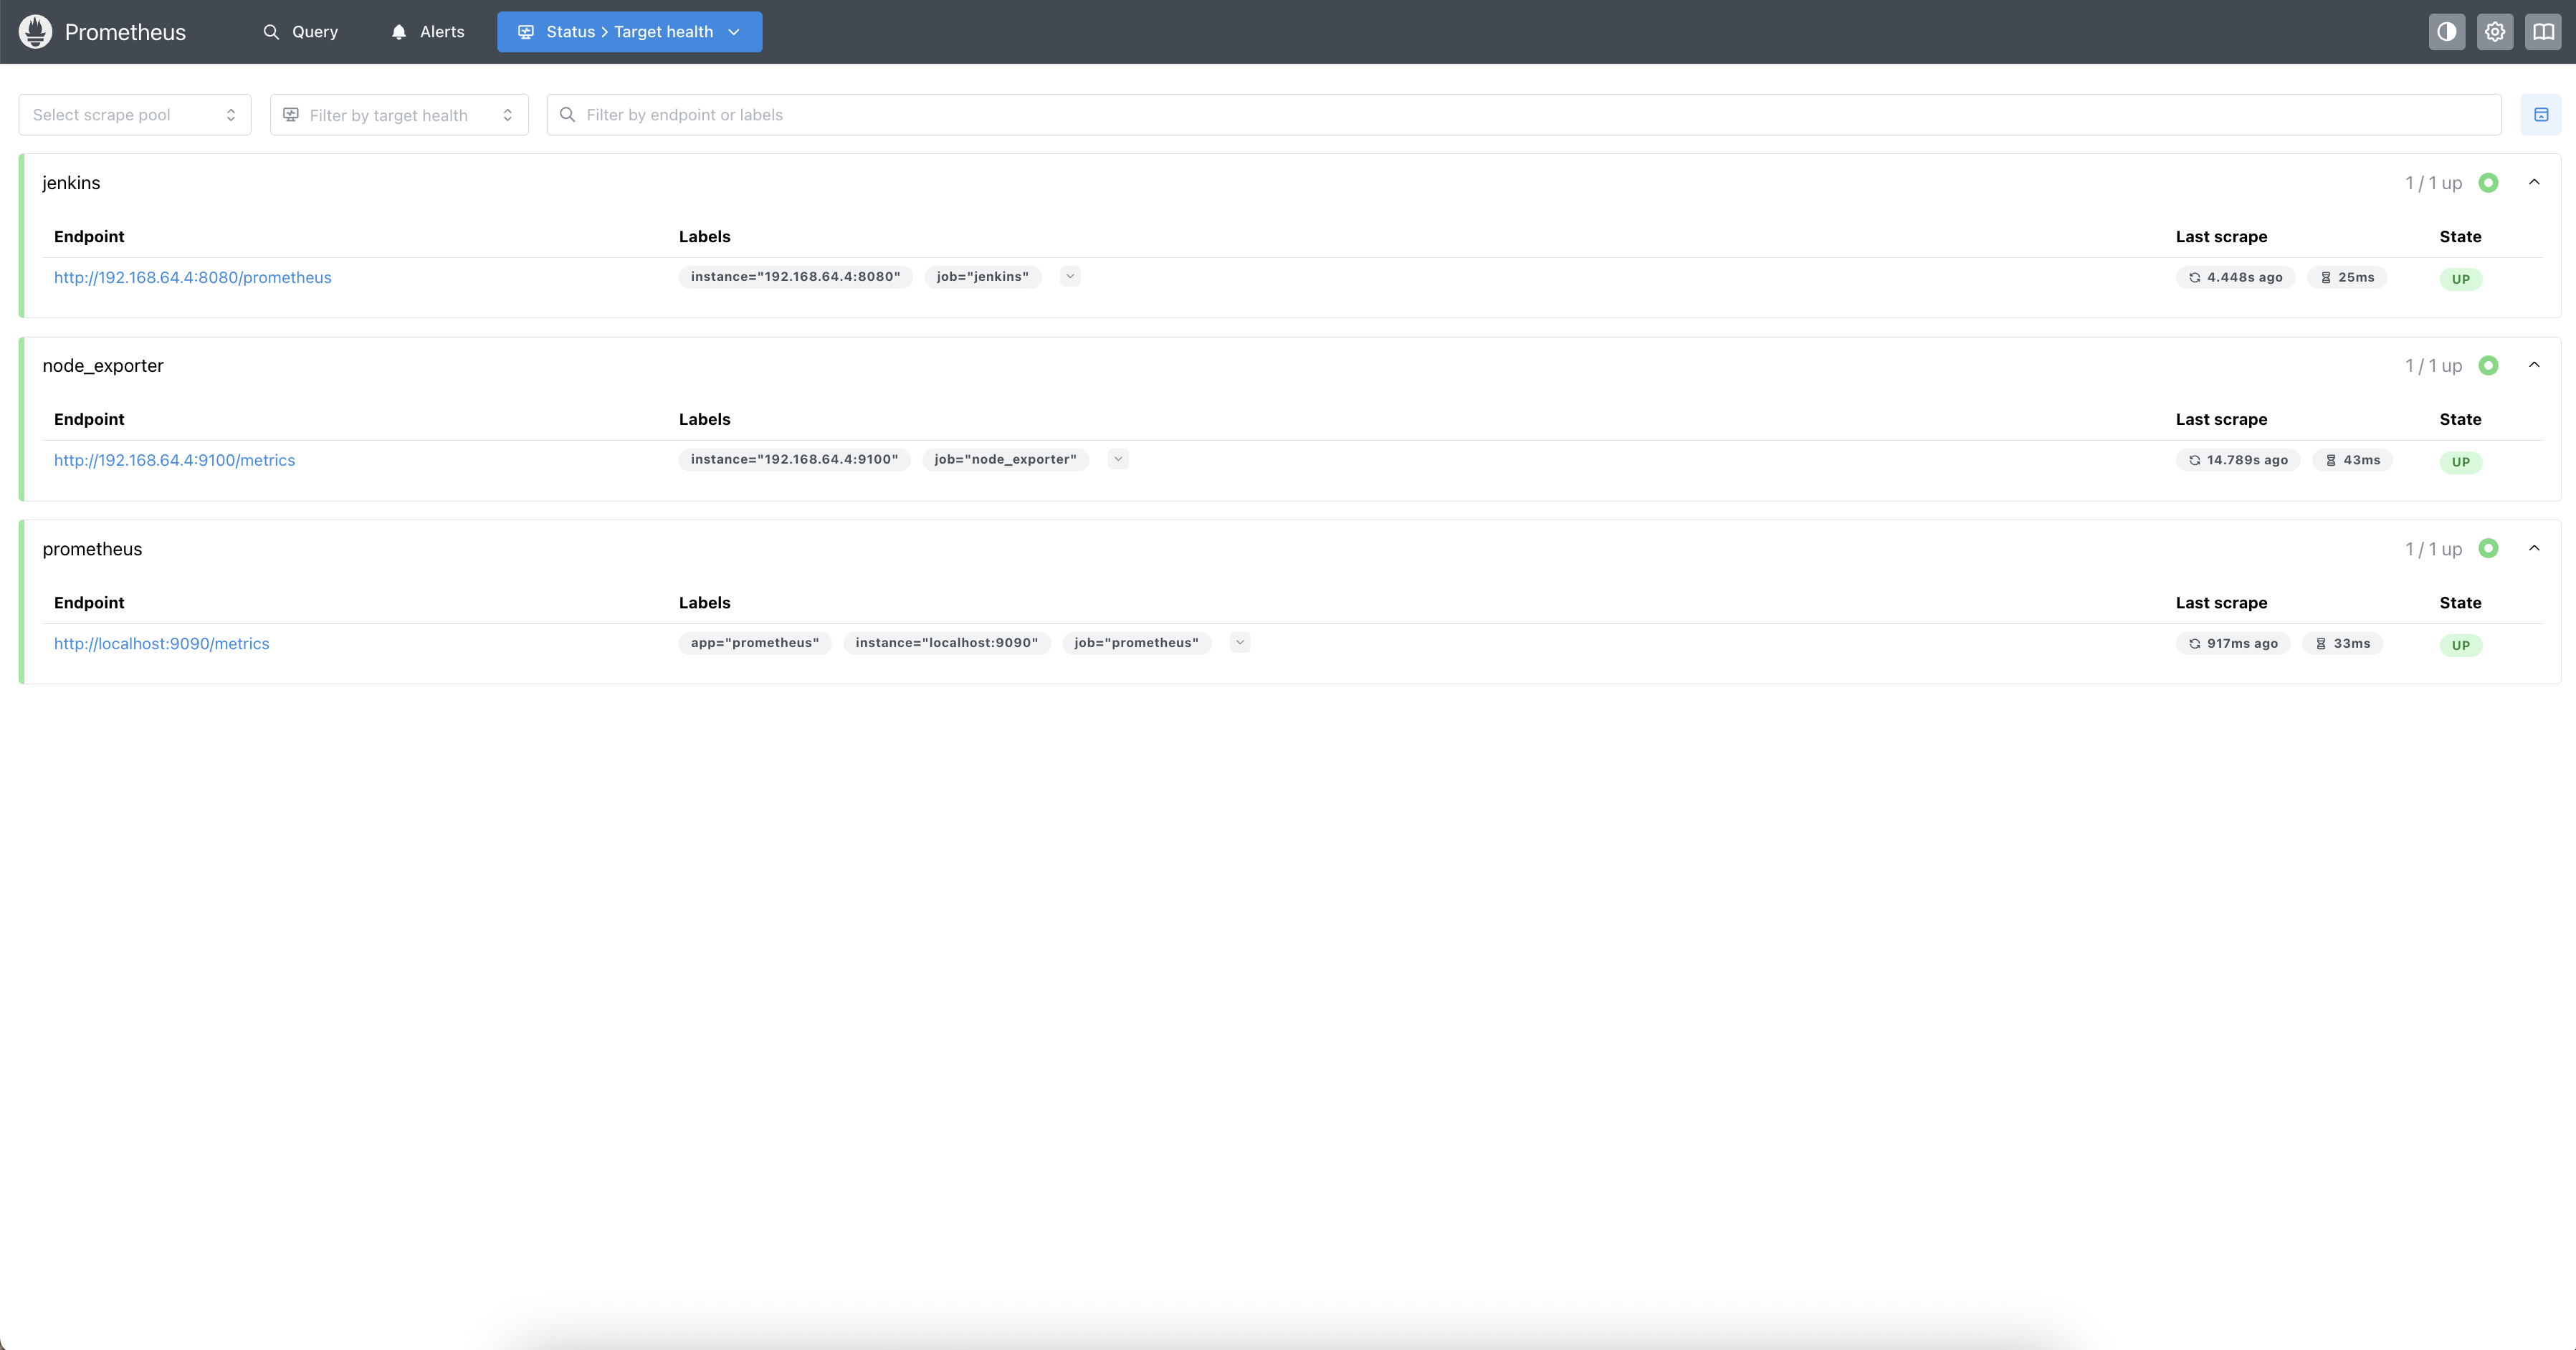 Prometheus Query Alerts Status > Target health
Select scrape pool Filter by target health Filter by endpoint or labels
jenkins 1 / 1 up
Endpoint Labels Last scrape State
http://192.168.64.4:8080/prometheus instance="192.168.64.4:8080" job="jenkins" 4.448s ago 25ms UP
node_exporter 1 / 1 up
Endpoint Labels Last scrape State
http://192.168.64.4:9100/metrics instance="192.168.64.4:9100" job="node_exporter" 14.789s ago 43ms UP
prometheus 1 / 1 up
Endpoint Labels Last scrape State
http://localhost:9090/metrics app="prometheus" instance="localhost:9090" job="prometheus" 917ms ago 33ms UP